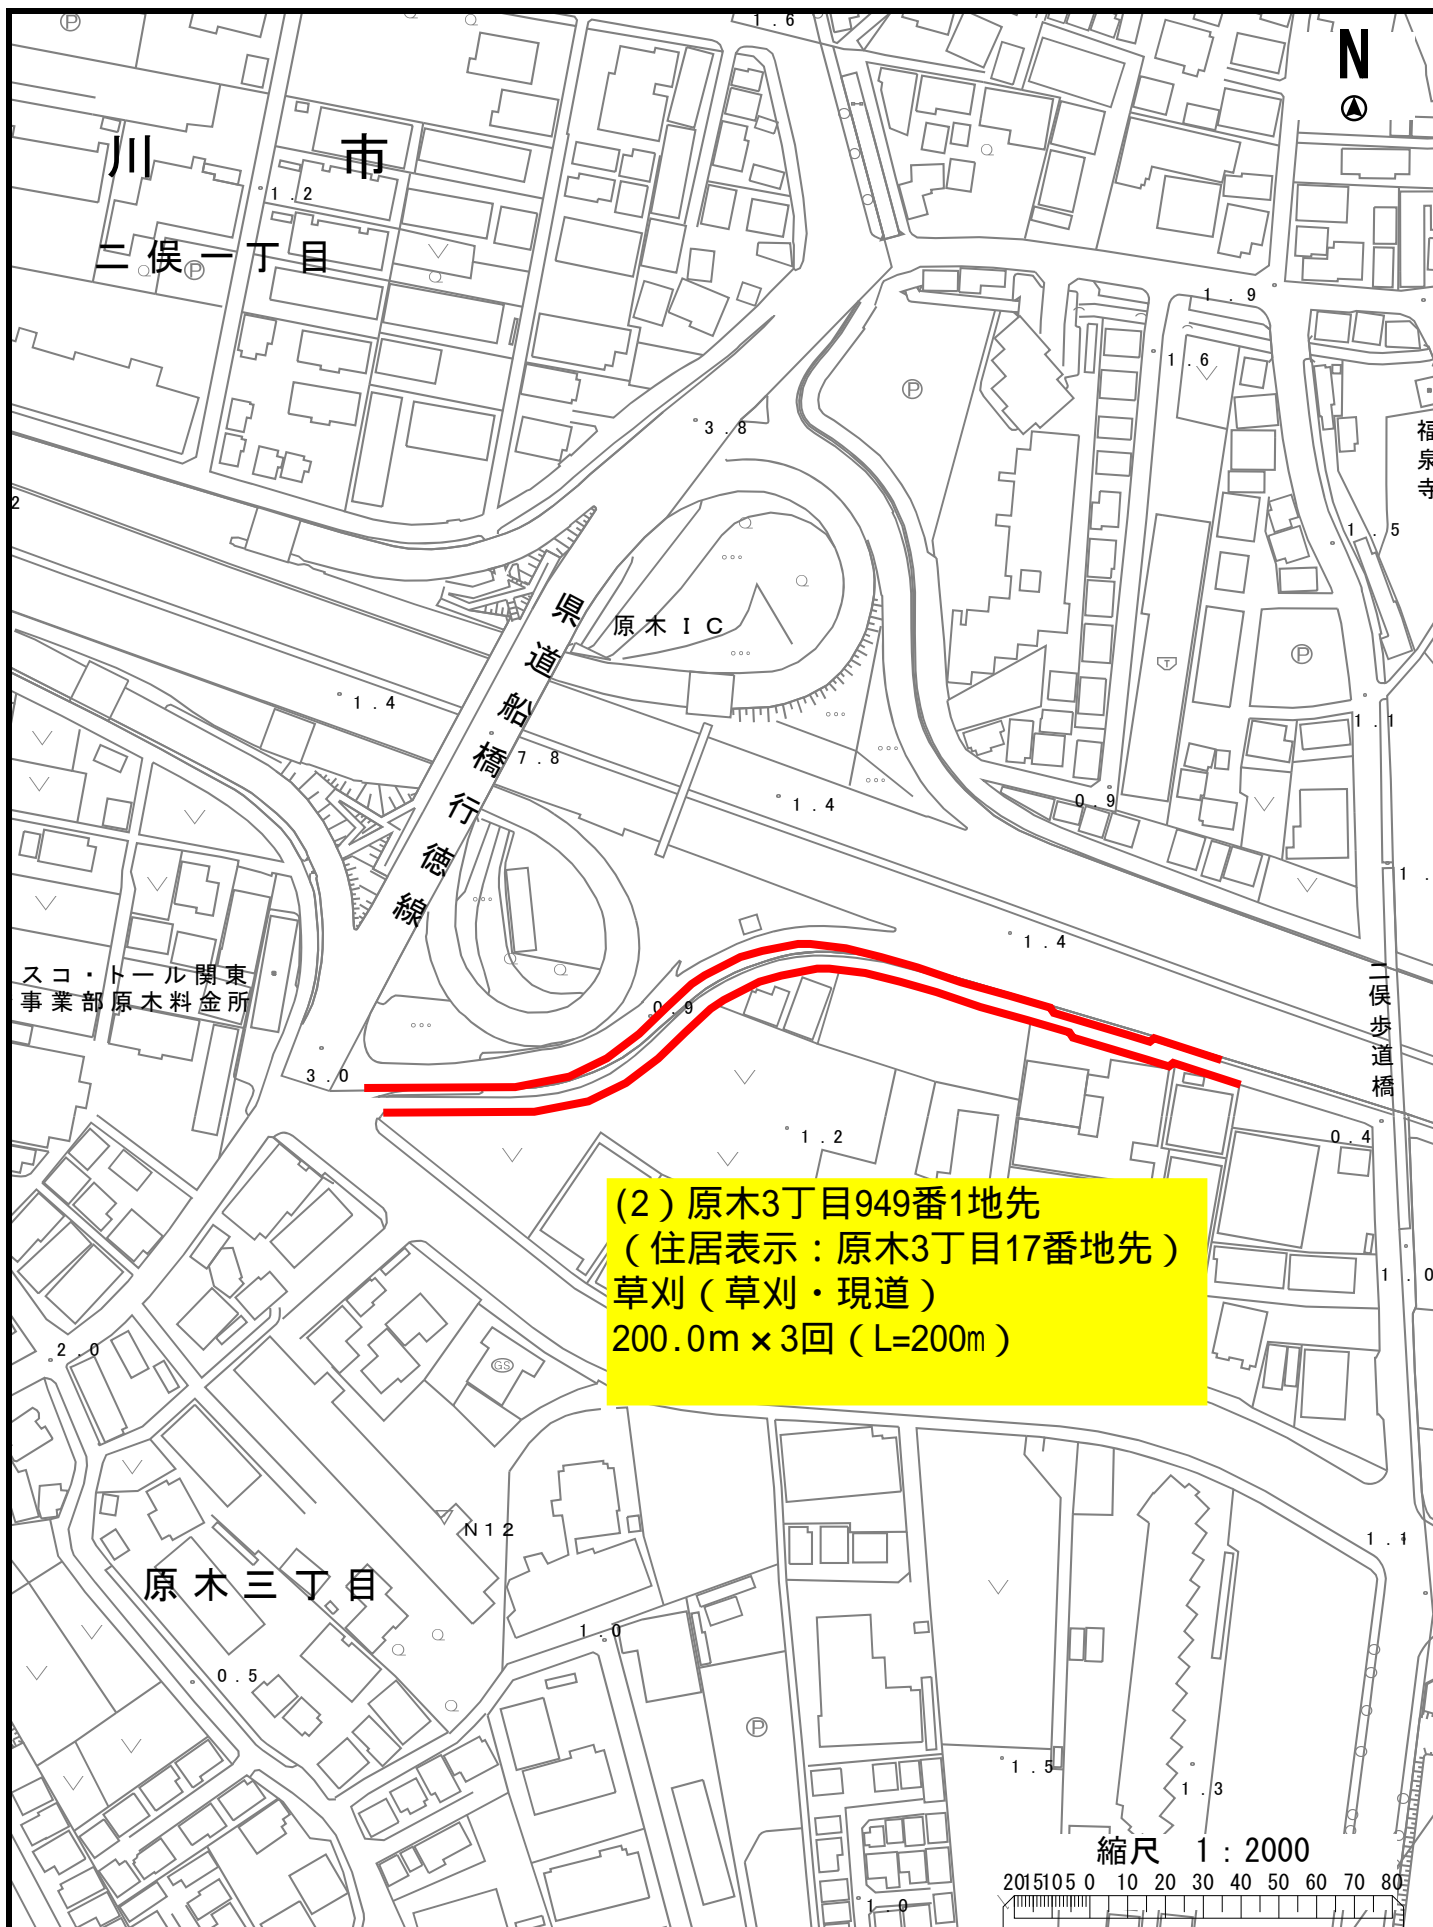 1.6
N
川 市
1.2
二俣一丁目
P
P
1.9
1.6
P
3.8
福泉寺
2
1.5
県道船橋行徳線
原木IC
P
T
1.4
1.1
7.8
1.4
0.9
1.
1.4
スコ・トール関東
事業部原木料金所
二俣歩道橋
0.9
3.0
1.2
0.4
(2)原木3丁目949番1地先
(住居表示:原木3丁目17番地先)
草刈(草刈・現道)
200.0m×3回(L=200m)
1.0
2.0
GS
N12
1.1
原木三丁目
1.0
0.5
P
1.5
1.3
縮尺 1:2000
20 15 10 5 0 10 20 30 40 50 60 70 80
1.0